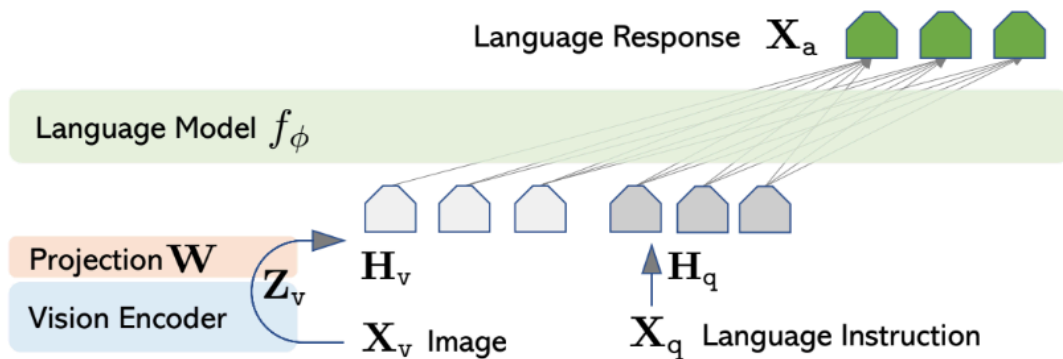 Language Response X_a
Language Model f_ϕ
Projection W
Z_v
H_v
H_q
Vision Encoder
X_v Image
X_q Language Instruction